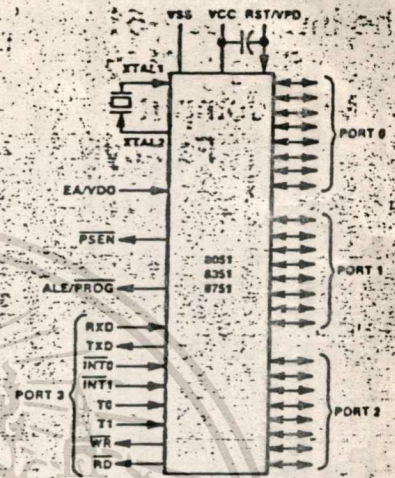 VSS VCC RST/VPD
XTAL1
XTAL2
EA/VDD
PSEN
ALE/PROG
RXD
TXD
INT0
INT1
T0
T1
WR
RD
PORT 3
8051
8351
8751
PORT 0
PORT 1
PORT 2